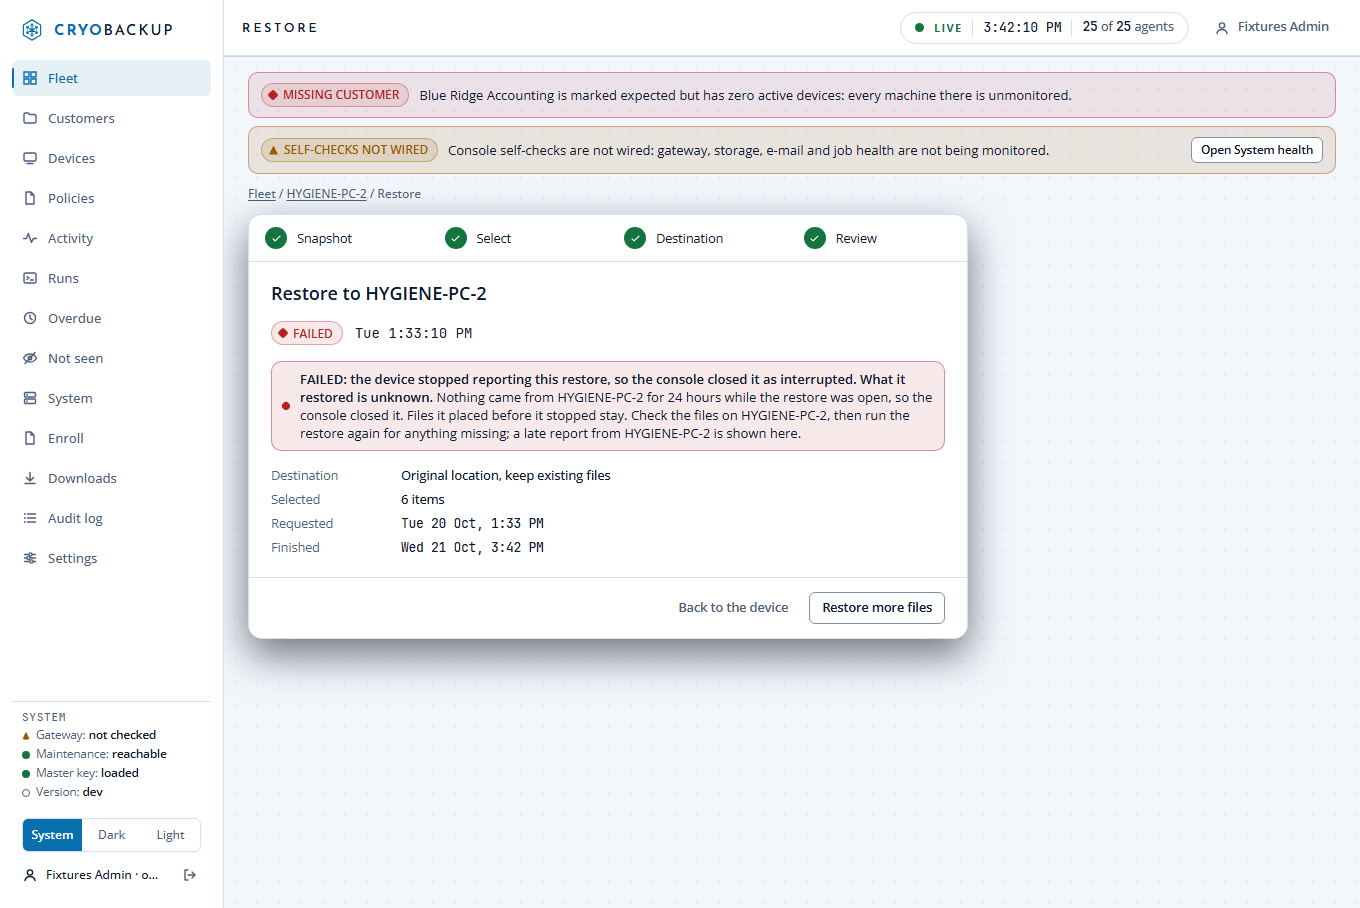 CRYOBACKUP
RESTORE
LIVE
3:42:10 PM
25 of 25 agents
Fixtures Admin
Fleet
Customers
Devices
Policies
Activity
Runs
Overdue
Not seen
System
Enroll
Downloads
Audit log
Settings
MISSING CUSTOMER
Blue Ridge Accounting is marked expected but has zero active devices: every machine there is unmonitored.
SELF-CHECKS NOT WIRED
Console self-checks are not wired: gateway, storage, e-mail and job health are not being monitored.
Open System health
Fleet / HYGIENE-PC-2 / Restore
Snapshot
Select
Destination
Review
Restore to HYGIENE-PC-2
FAILED
Tue 1:33:10 PM
FAILED: the device stopped reporting this restore, so the console closed it as interrupted. What it
restored is unknown. Nothing came from HYGIENE-PC-2 for 24 hours while the restore was open, so the
console closed it. Files it placed before it stopped stay. Check the files on HYGIENE-PC-2, then run the
restore again for anything missing; a late report from HYGIENE-PC-2 is shown here.
Destination Original location, keep existing files
Selected 6 items
Requested Tue 20 Oct, 1:33 PM
Finished Wed 21 Oct, 3:42 PM
Back to the device
Restore more files
SYSTEM
Gateway: not checked
Maintenance: reachable
Master key: loaded
Version: dev
System
Dark
Light
Fixtures Admin · o...